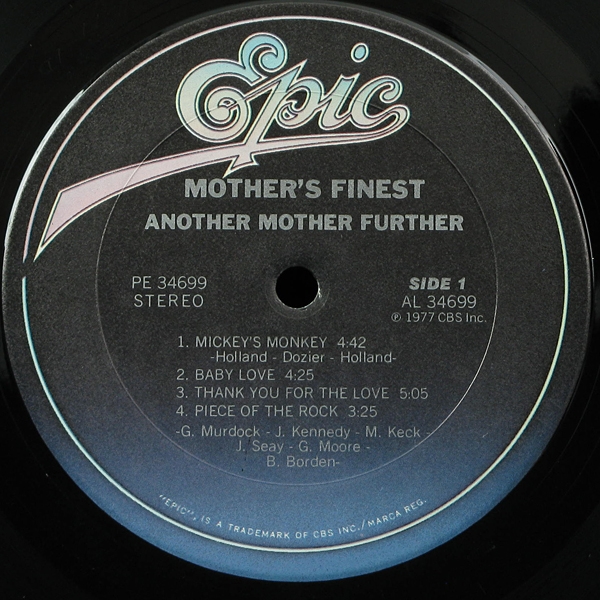 Epic
MOTHER'S FINEST
ANOTHER MOTHER FURTHER
PE 34699
STEREO
SIDE 1
AL 34699
℗ 1977 CBS Inc.
1. MICKEY'S MONKEY 4:42
-Holland - Dozier - Holland-
2. BABY LOVE 4:25
3. THANK YOU FOR THE LOVE 5:05
4. PIECE OF THE ROCK 3:25
-G. Murdock - J. Kennedy - M. Keck -
J. Seay - G. Moore -
B. Borden-
"EPIC", IS A TRADEMARK OF CBS INC./MARCA REG.